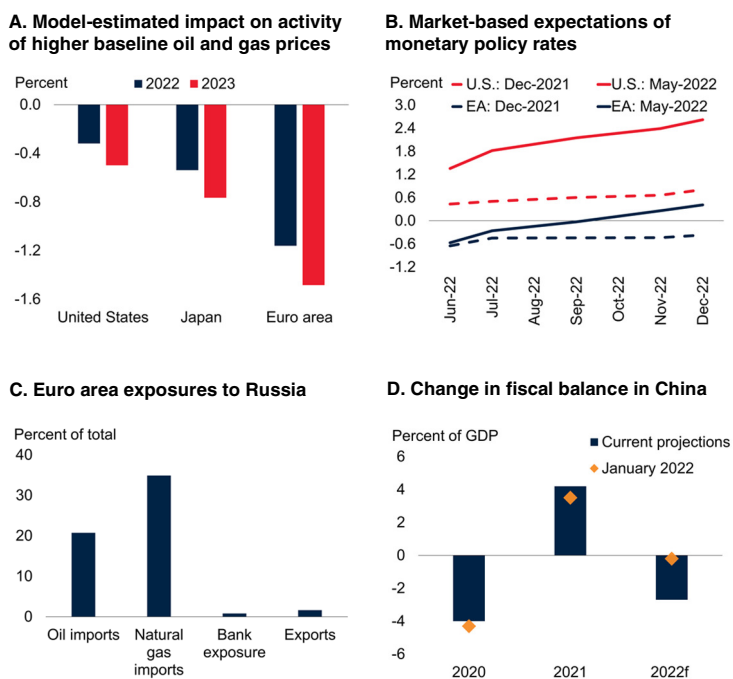 A. Model-estimated impact on activity
of higher baseline oil and gas prices
Percent
2022 2023
0.0
-0.4
-0.8
-1.2
-1.6
United States Japan Euro area
B. Market-based expectations of
monetary policy rates
Percent
U.S.: Dec-2021 U.S.: May-2022
EA: Dec-2021 EA: May-2022
3.0
2.4
1.8
1.2
0.6
0.0
-0.6
-1.2
Jun-22
Jul-22
Aug-22
Sep-22
Oct-22
Nov-22
Dec-22
C. Euro area exposures to Russia
Percent of total
40
30
20
10
0
Oil imports
Natural
gas
imports
Bank
exposure
Exports
D. Change in fiscal balance in China
Percent of GDP
Current projections
January 2022
6
4
2
0
-2
-4
-6
2020 2021 2022f